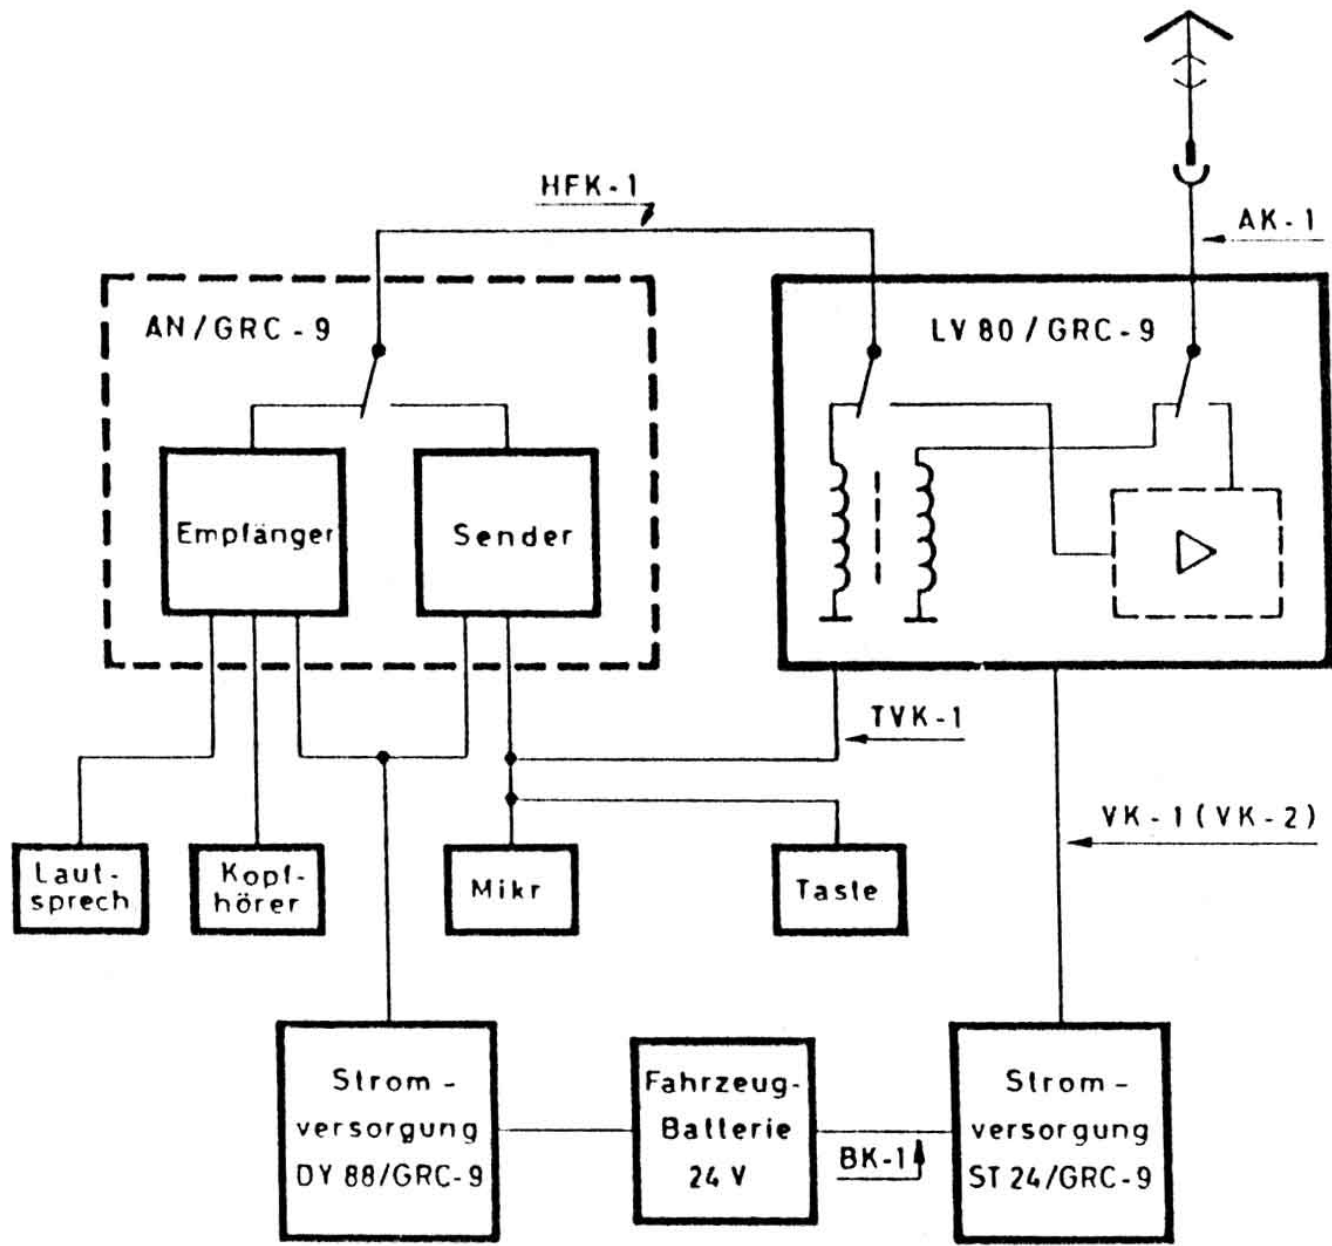 HFK-1
AK-1
AN/GRC-9
LV 80/GRC-9
Empfänger
Sender
TVK-1
VK-1(VK-2)
Laut-
sprech
Kopf-
hörer
Mikr
Taste
Strom-
versorgung
DY 88/GRC-9
Fahrzeug-
Batterie
24 V
BK-1
Strom-
versorgung
ST 24/GRC-9